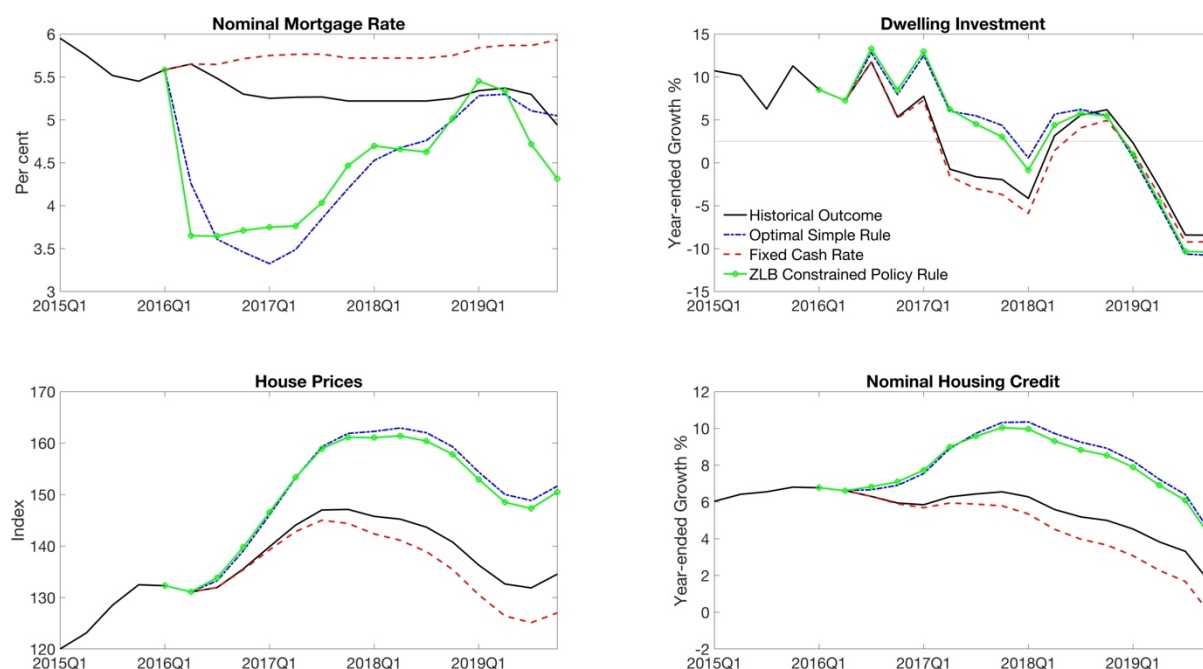 Nominal Mortgage Rate
Per cent
6
5.5
5
4.5
4
3.5
3
2015Q1 2016Q1 2017Q1 2018Q1 2019Q1
Dwelling Investment
Year-ended Growth %
15
10
5
0
-5
-10
-15
Historical Outcome
Optimal Simple Rule
Fixed Cash Rate
ZLB Constrained Policy Rule
2015Q1 2016Q1 2017Q1 2018Q1 2019Q1
House Prices
Index
170
160
150
140
130
120
2015Q1 2016Q1 2017Q1 2018Q1 2019Q1
Nominal Housing Credit
Year-ended Growth %
12
10
8
6
4
2
0
-2
2015Q1 2016Q1 2017Q1 2018Q1 2019Q1